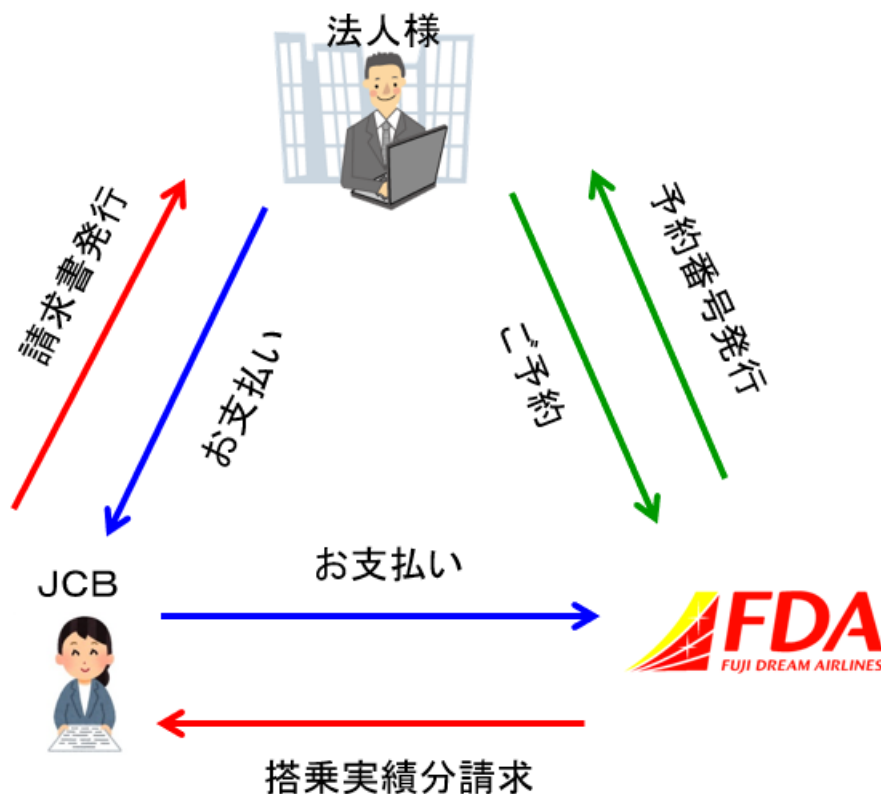 法人様
請求書発行
お支払い
ご予約
予約番号発行
JCB
お支払い
FDA
FUJI DREAM AIRLINES
搭乗実績分請求